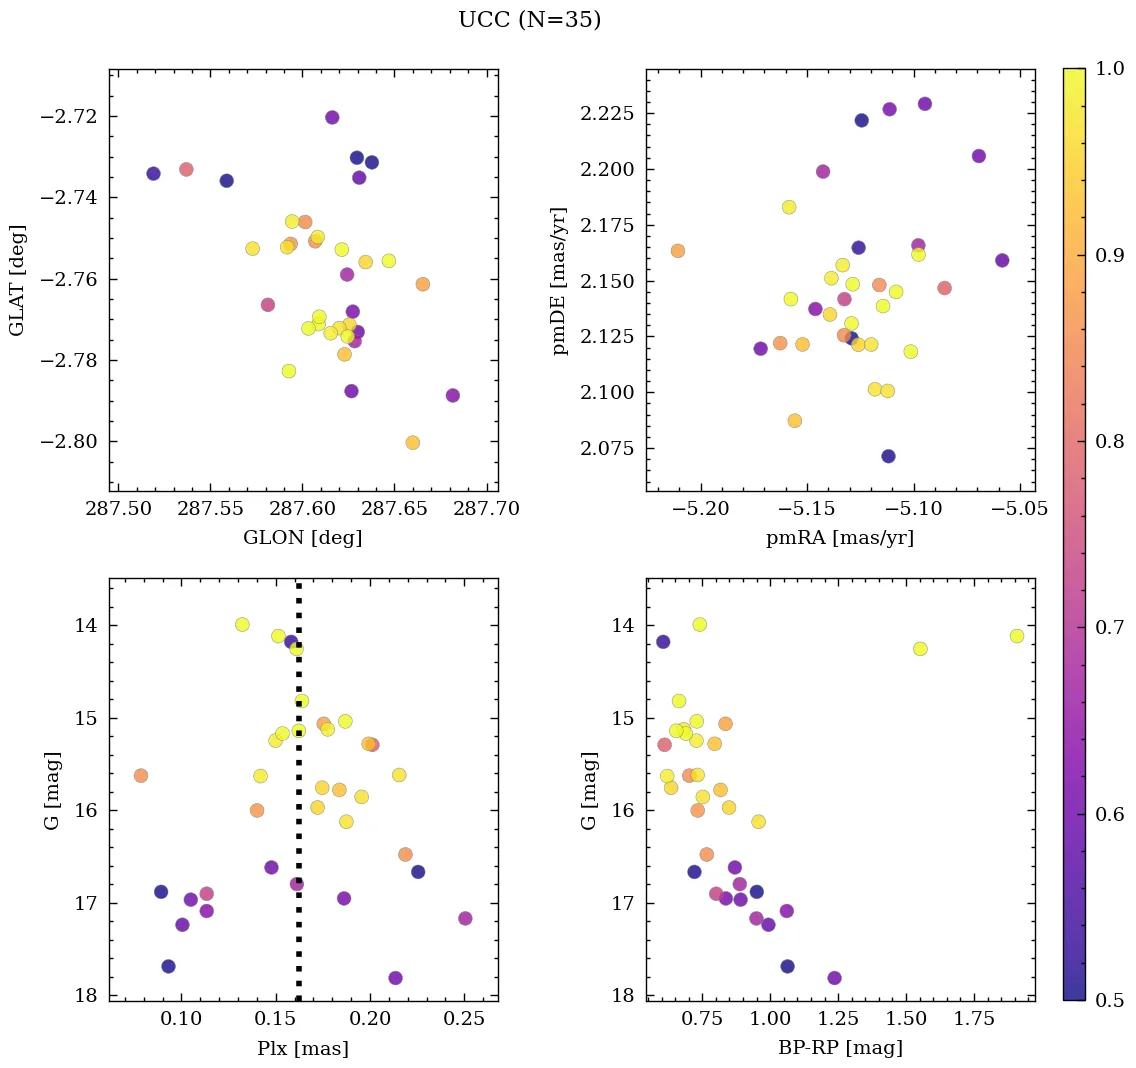 UCC (N=35)
−2.72
−2.74
−2.76
−2.78
−2.80
GLAT [deg]
287.50 287.55 287.60 287.65 287.70
GLON [deg]
2.225
2.200
2.175
2.150
2.125
2.100
2.075
pmDE [mas/yr]
−5.20 −5.15 −5.10 −5.05
pmRA [mas/yr]
14
15
16
17
18
G [mag]
0.10 0.15 0.20 0.25
Plx [mas]
14
15
16
17
18
G [mag]
0.75 1.00 1.25 1.50 1.75
BP-RP [mag]
1.0
0.9
0.8
0.7
0.6
0.5